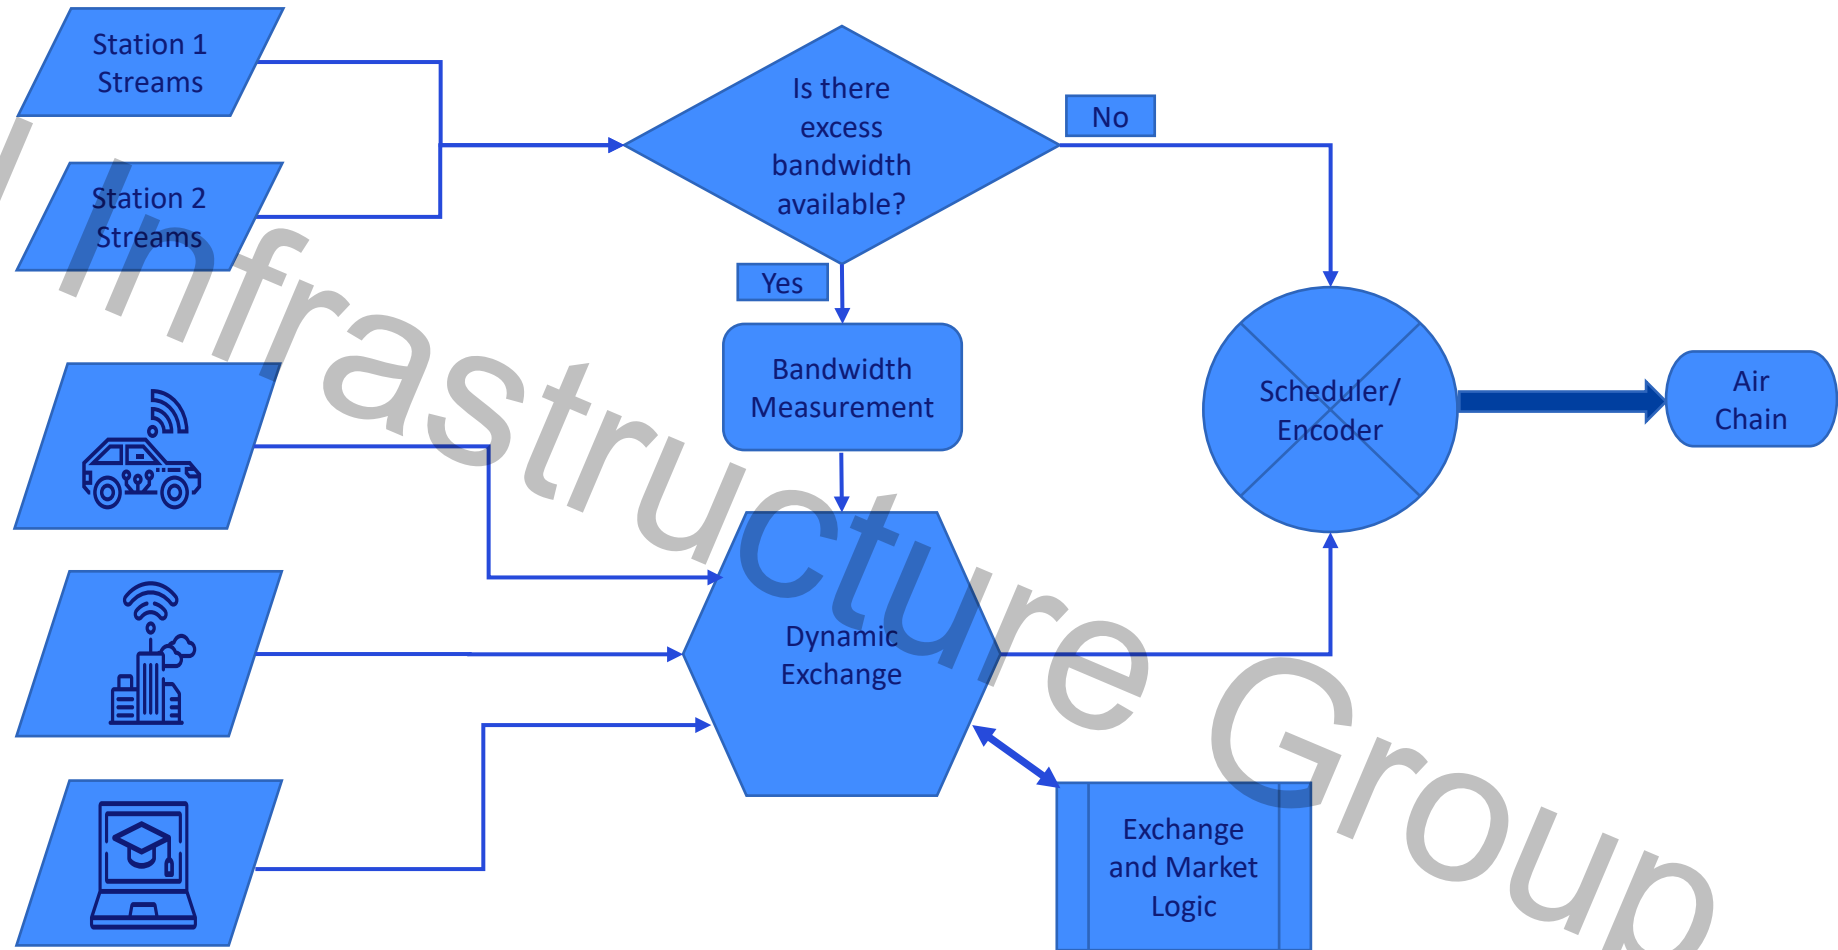 Station 1
Streams
Is there
excess
bandwidth
available?
No
Station 2
Streams
Yes
Bandwidth
Measurement
Scheduler/
Encoder
Air
Chain
Dynamic
Exchange
Exchange
and Market
Logic
Infrastructure Group